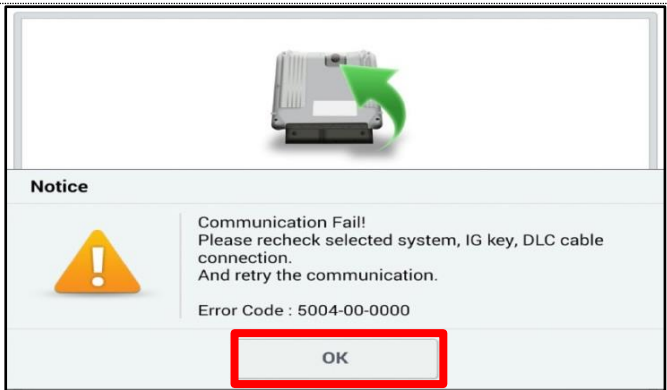 Notice
Communication Fail!
Please recheck selected system, IG key, DLC cable
connection.
And retry the communication.
Error Code : 5004-00-0000
OK